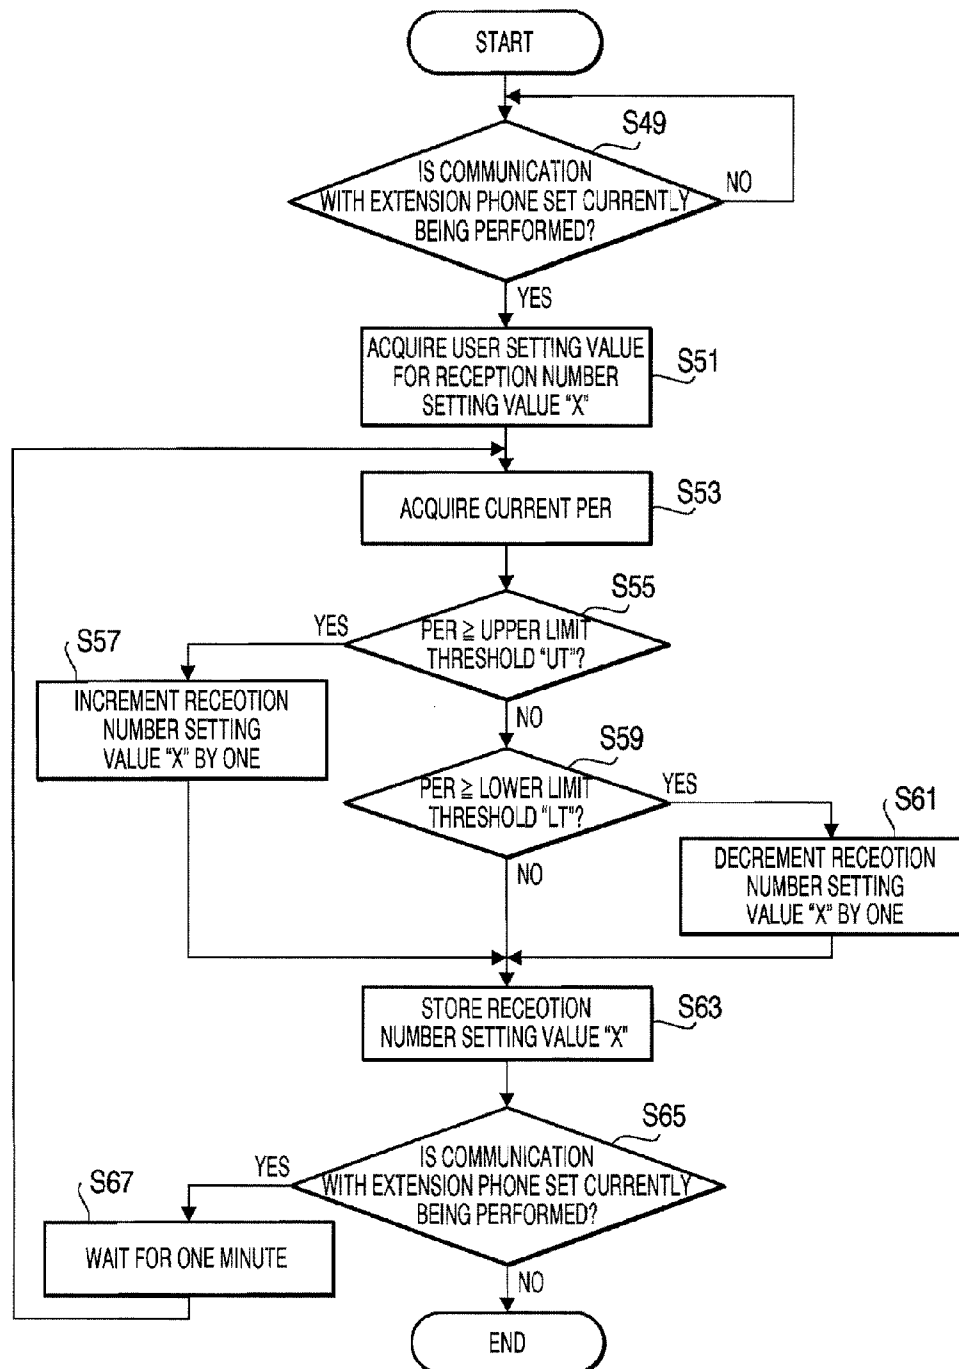 START
S49
IS COMMUNICATION
WITH EXTENSION PHONE SET CURRENTLY
BEING PERFORMED?
NO
YES
ACQUIRE USER SETTING VALUE
FOR RECEPTION NUMBER
SETTING VALUE "X"
S51
ACQUIRE CURRENT PER
S53
S55
YES
PER ≧ UPPER LIMIT
THRESHOLD "UT"?
S57
INCREMENT RECEOTION
NUMBER SETTING
VALUE "X" BY ONE
NO
S59
PER ≧ LOWER LIMIT
THRESHOLD "LT"?
YES
S61
DECREMENT RECEOTION
NUMBER SETTING
VALUE "X" BY ONE
NO
STORE RECEOTION
NUMBER SETTING VALUE "X"
S63
S65
YES
IS COMMUNICATION
WITH EXTENSION PHONE SET CURRENTLY
BEING PERFORMED?
S67
WAIT FOR ONE MINUTE
NO
END